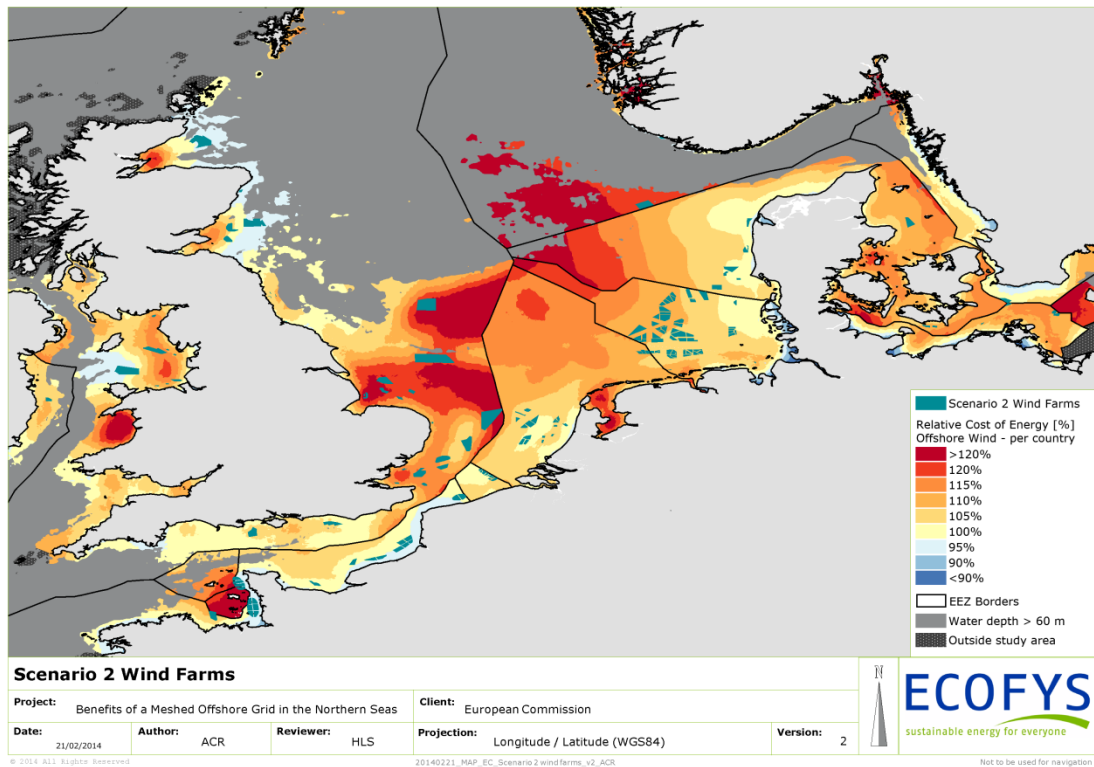 Scenario 2 Wind Farms
Relative Cost of Energy [%]
Offshore Wind - per country
>120%
120%
115%
110%
105%
100%
95%
90%
<90%
EEZ Borders
Water depth > 60 m
Outside study area
Scenario 2 Wind Farms
Project: Benefits of a Meshed Offshore Grid in the Northern Seas
Client: European Commission
Date: 21/02/2014
Author: ACR
Reviewer: HLS
Projection: Longitude / Latitude (WGS84)
Version: 2
N
ECOFYS
sustainable energy for everyone
© 2014 All Rights Reserved
20140221_MAP_EC_Scenario 2 wind farms_v2_ACR
Not to be used for navigation